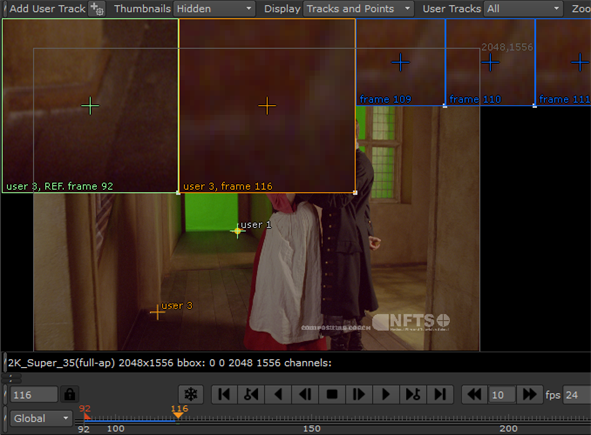 Add User Track Thumbnails Hidden Display Tracks and Points User Tracks All Zoo
2048,1556
frame 109 frame 110 frame 111
user 3, REF. frame 92 user 3, frame 116
user 1
user 3
NFTS
2K_Super_35(full-ap) 2048x1556 bbox: 0 0 2048 1556 channels:
116 10 fps 24
Global 92 116
92 100 150 200